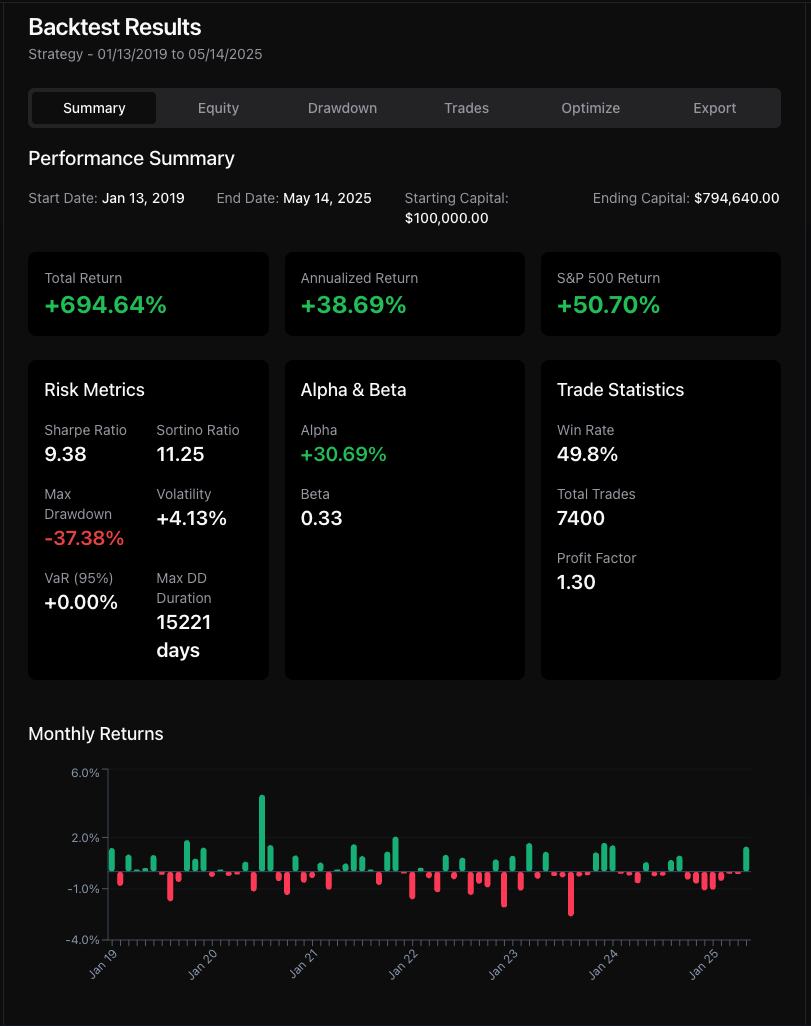 Backtest Results
Strategy - 01/13/2019 to 05/14/2025
Summary Equity Drawdown Trades Optimize Export
Performance Summary
Start Date: Jan 13, 2019 End Date: May 14, 2025 Starting Capital: Ending Capital: $794,640.00
$100,000.00
Total Return Annualized Return S&P 500 Return
+694.64% +38.69% +50.70%
Risk Metrics
Sharpe Ratio Sortino Ratio
9.38 11.25
Max
Drawdown
-37.38%
Volatility
+4.13%
VaR (95%)
+0.00%
Max DD
Duration
15221
days
Alpha & Beta
Alpha
+30.69%
Beta
0.33
Trade Statistics
Win Rate
49.8%
Total Trades
7400
Profit Factor
1.30
Monthly Returns
6.0%
2.0%
-1.0%
-4.0%
Jan 19 Jan 20 Jan 21 Jan 22 Jan 23 Jan 24 Jan 25